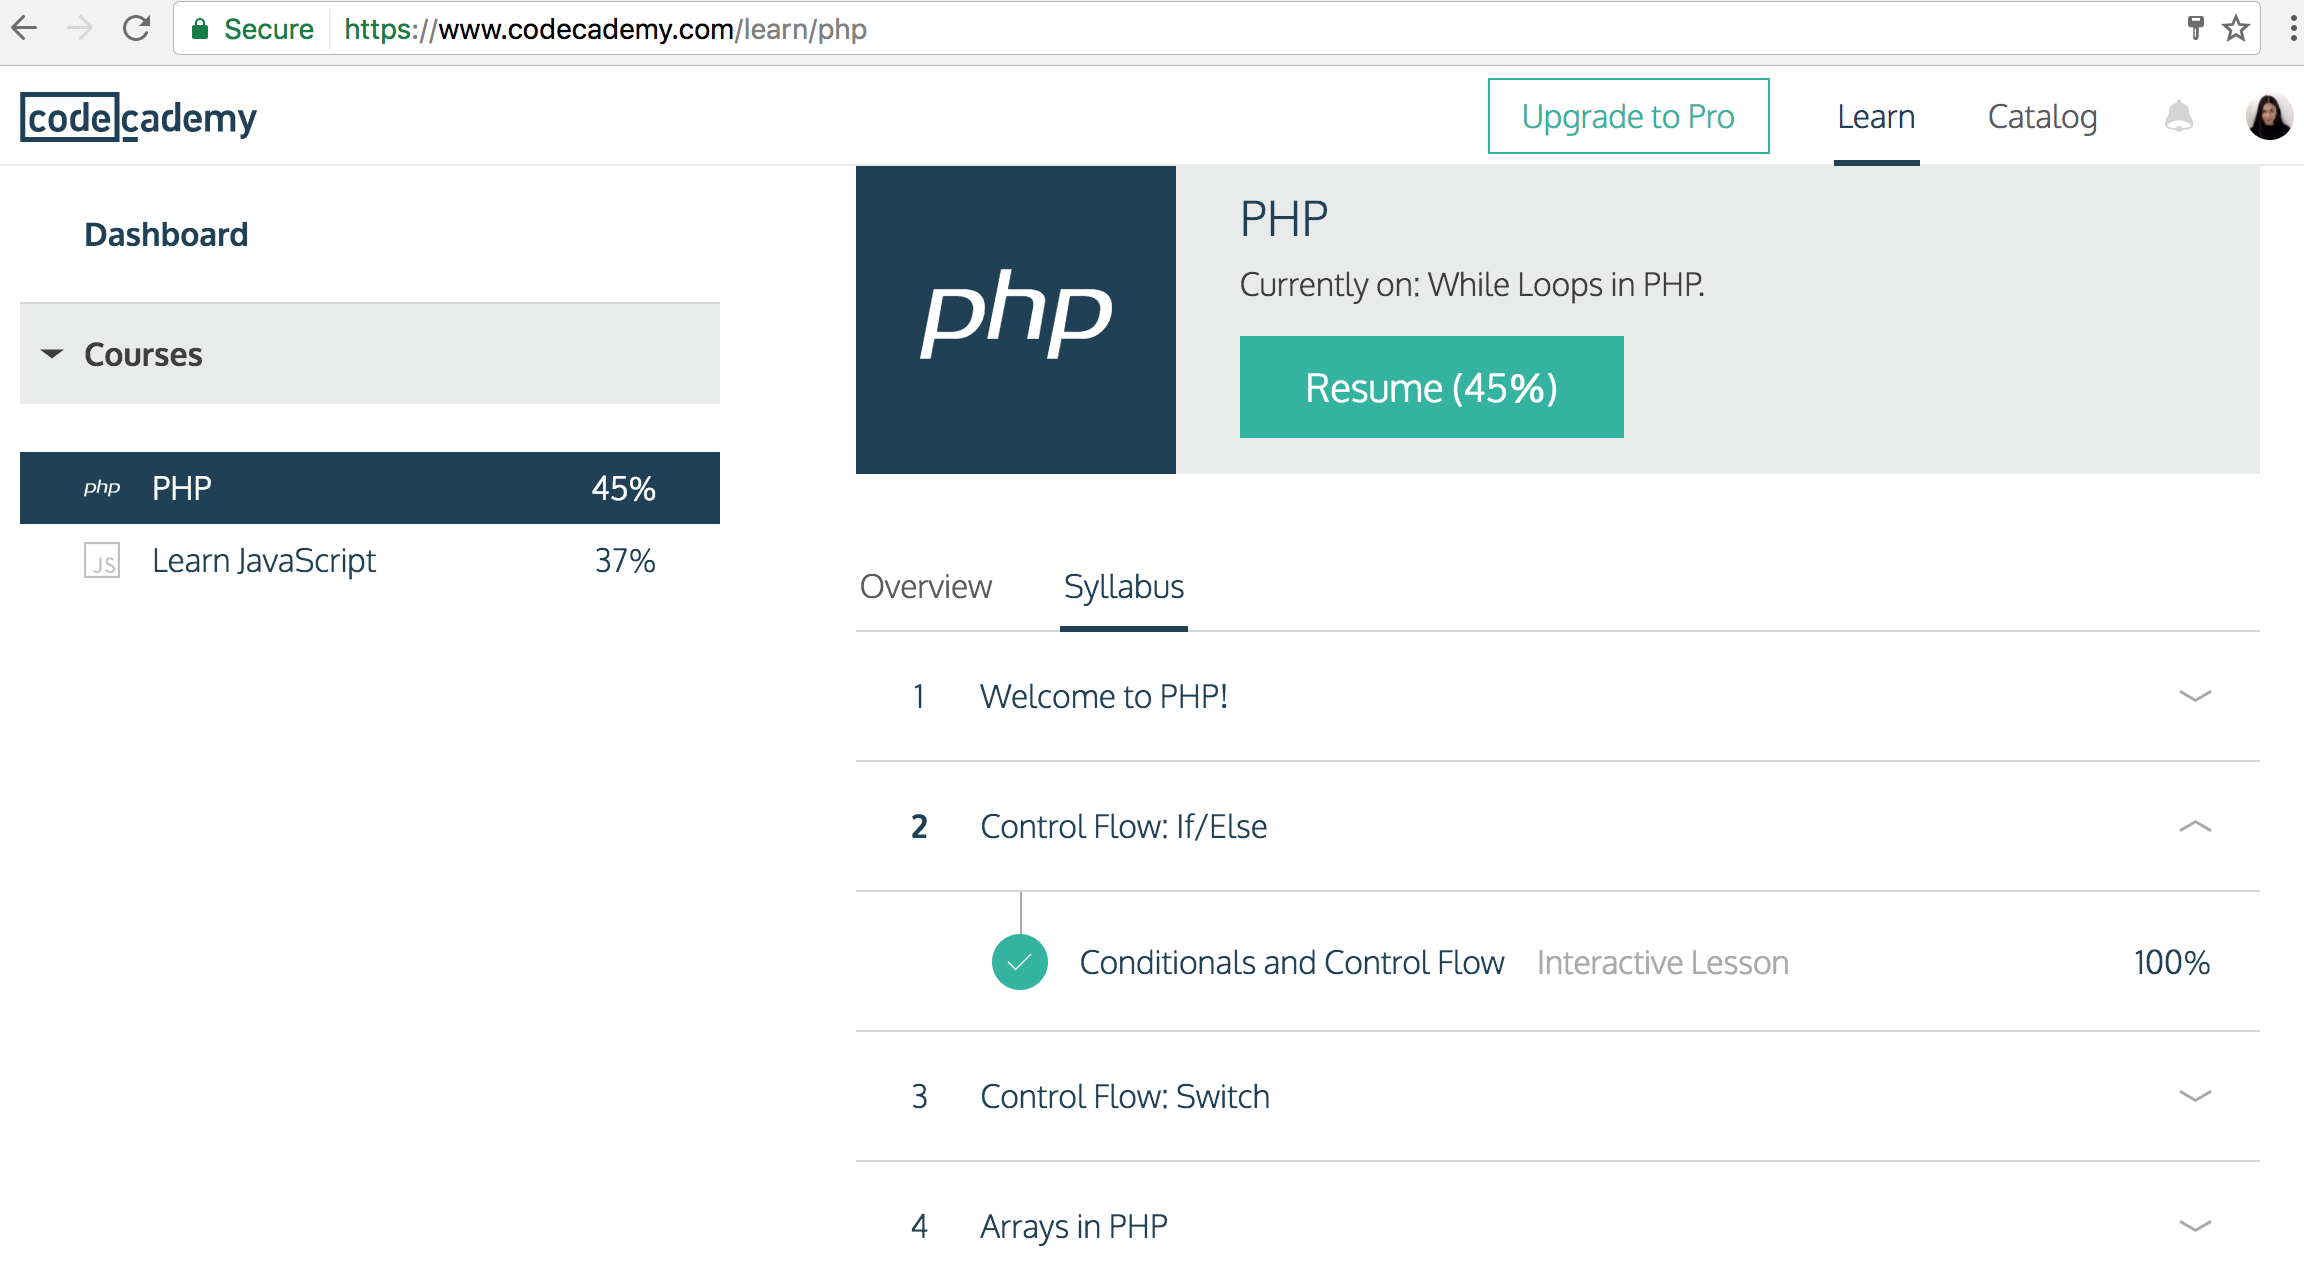 Secure https://www.codecademy.com/learn/php
codecademy
Upgrade to Pro Learn Catalog
Dashboard
Courses
php PHP 45%
JS Learn JavaScript 37%
php
PHP
Currently on: While Loops in PHP.
Resume (45%)
Overview Syllabus
1 Welcome to PHP!
2 Control Flow: If/Else
Conditionals and Control Flow Interactive Lesson 100%
3 Control Flow: Switch
4 Arrays in PHP